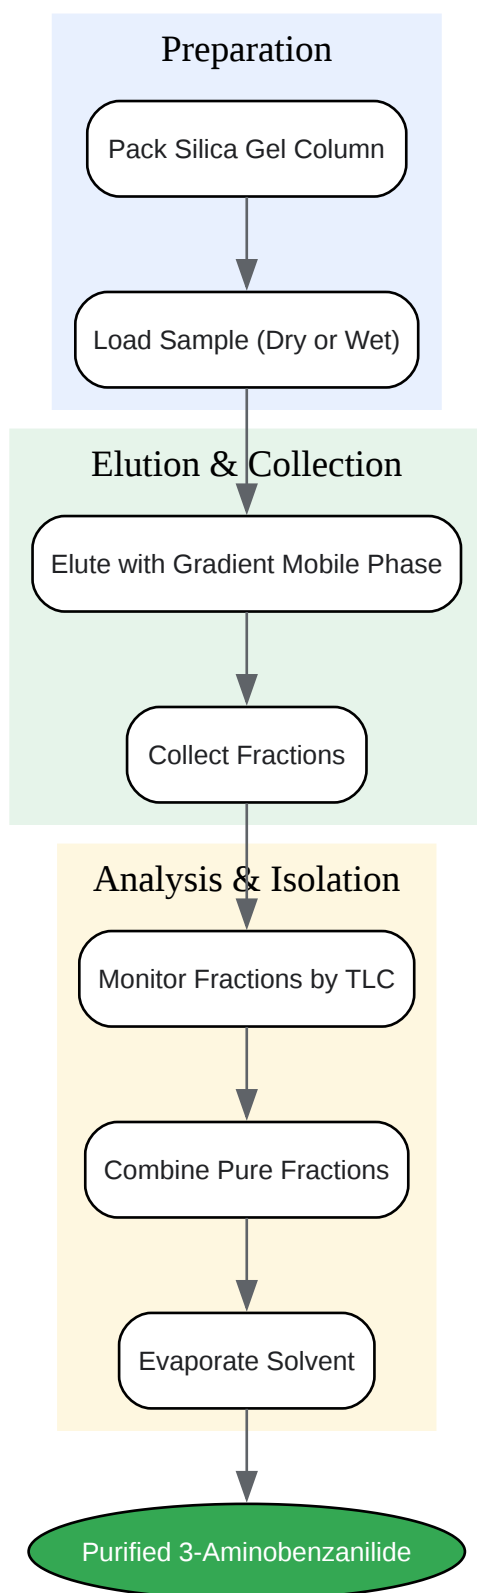 Preparation
Pack Silica Gel Column
Load Sample (Dry or Wet)
Elution & Collection
Elute with Gradient Mobile Phase
Collect Fractions
Analysis & Isolation
Monitor Fractions by TLC
Combine Pure Fractions
Evaporate Solvent
Purified 3-Aminobenzanilide